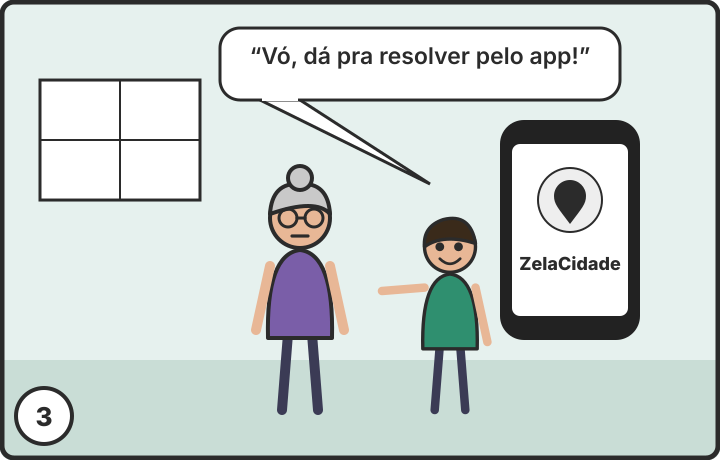 “Vó, dá pra resolver pelo app!”
ZelaCidade
3